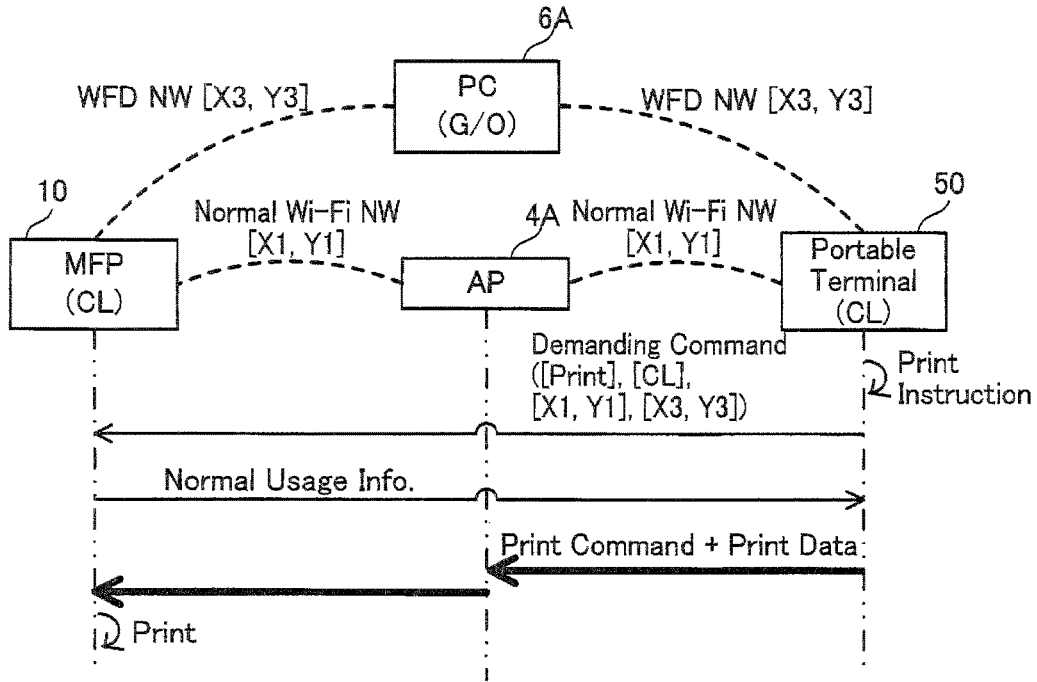 6A
PC
(G/O)
WFD NW [X3, Y3]
WFD NW [X3, Y3]
10
MFP
(CL)
Normal Wi-Fi NW
[X1, Y1]
4A
AP
Normal Wi-Fi NW
[X1, Y1]
50
Portable
Terminal
(CL)
Demanding Command
([Print], [CL],
[X1, Y1], [X3, Y3])
Print
Instruction
Normal Usage Info.
Print Command + Print Data
Print